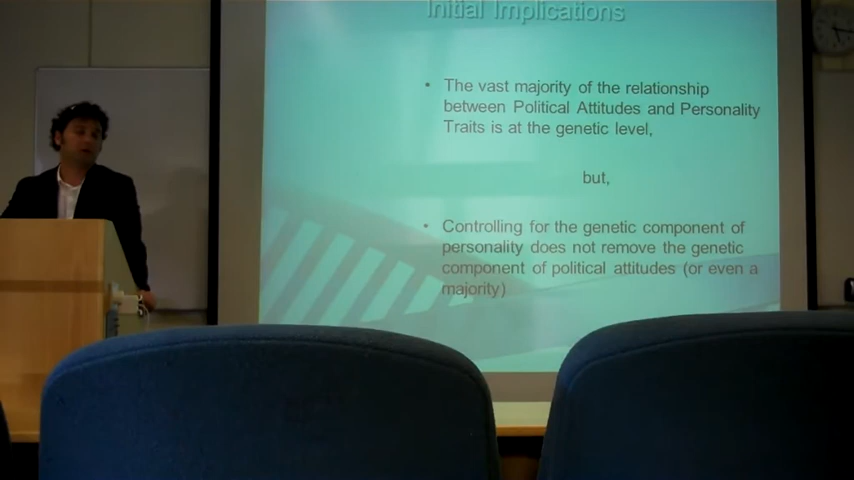 Initial Implications
• The vast majority of the relationship
between Political Attitudes and Personality
Traits is at the genetic level,
but,
• Controlling for the genetic component of
personality does not remove the genetic
component of political attitudes (or even a
majority)